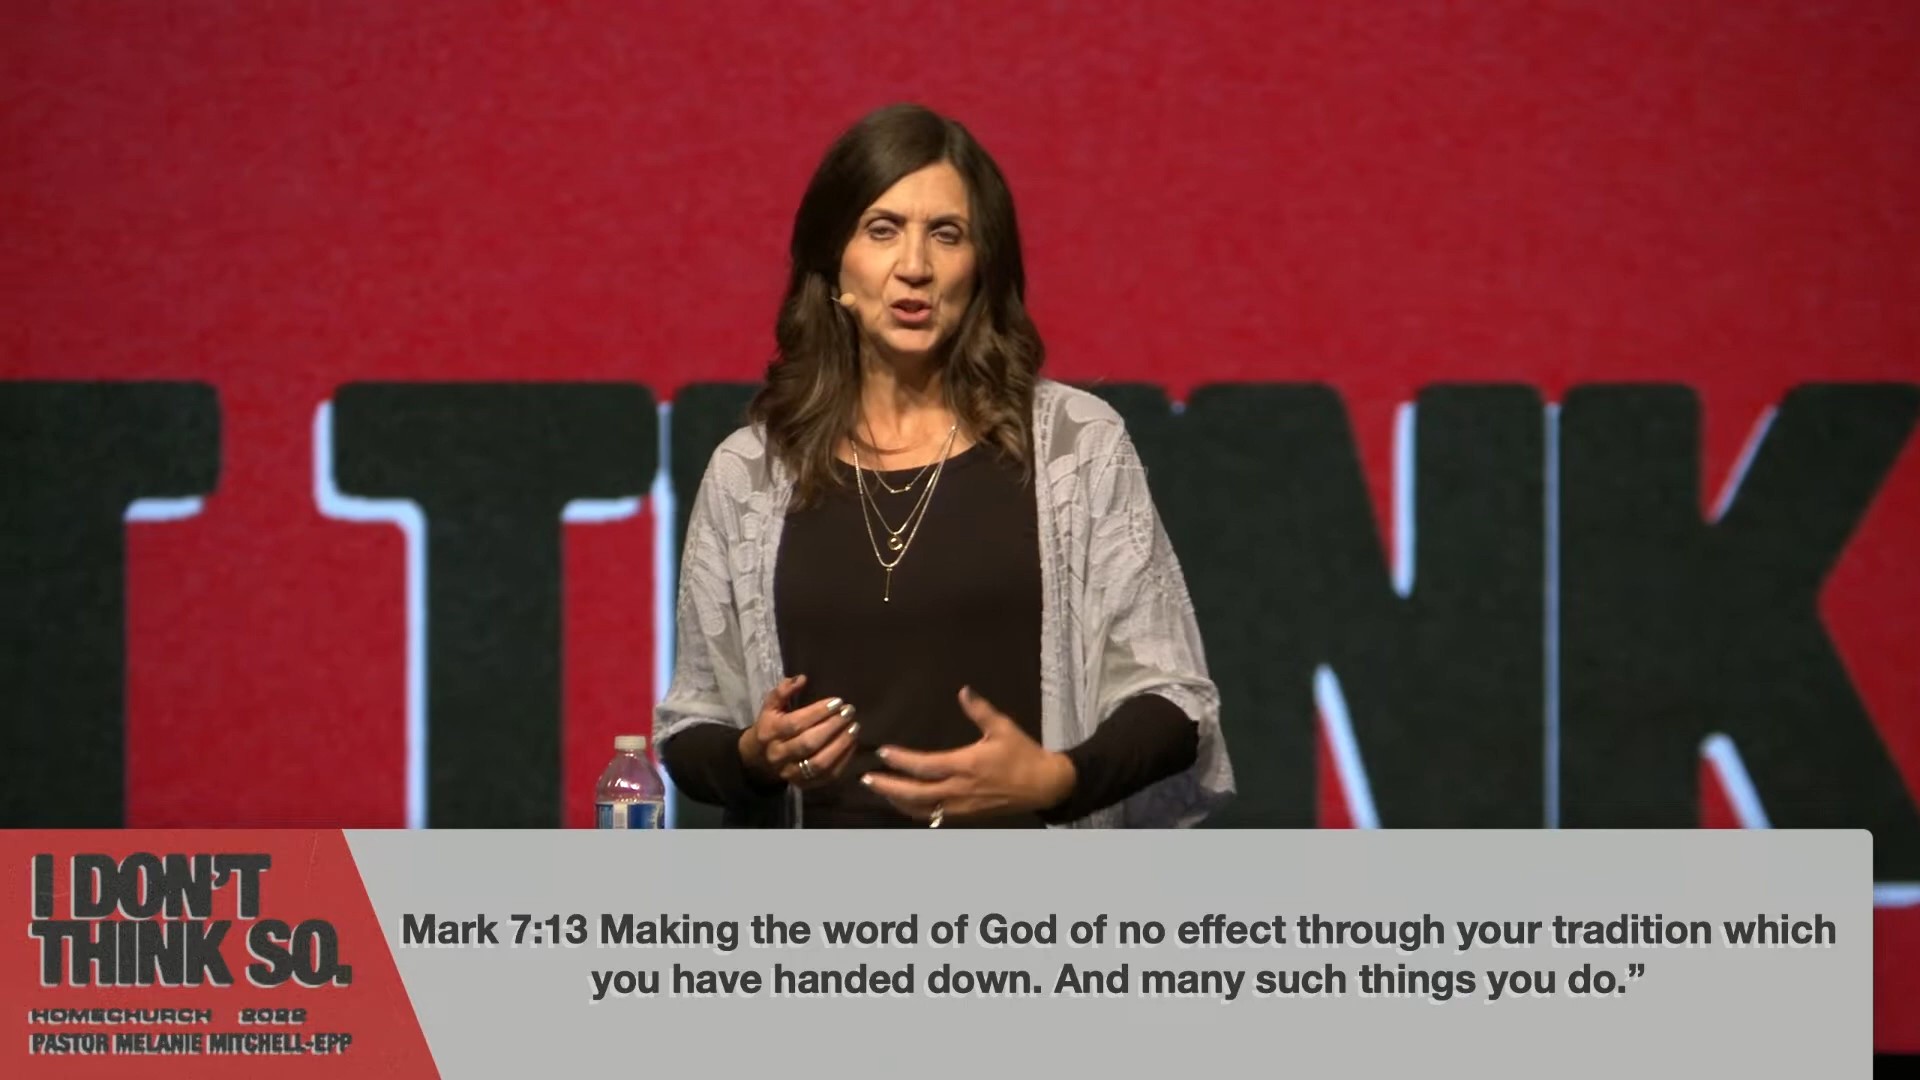 T THINK
I DON'T
THINK SO.
HOMECHURCH 2022
PASTOR MELANIE MITCHELL-EPP
Mark 7:13 Making the word of God of no effect through your tradition which
you have handed down. And many such things you do.”